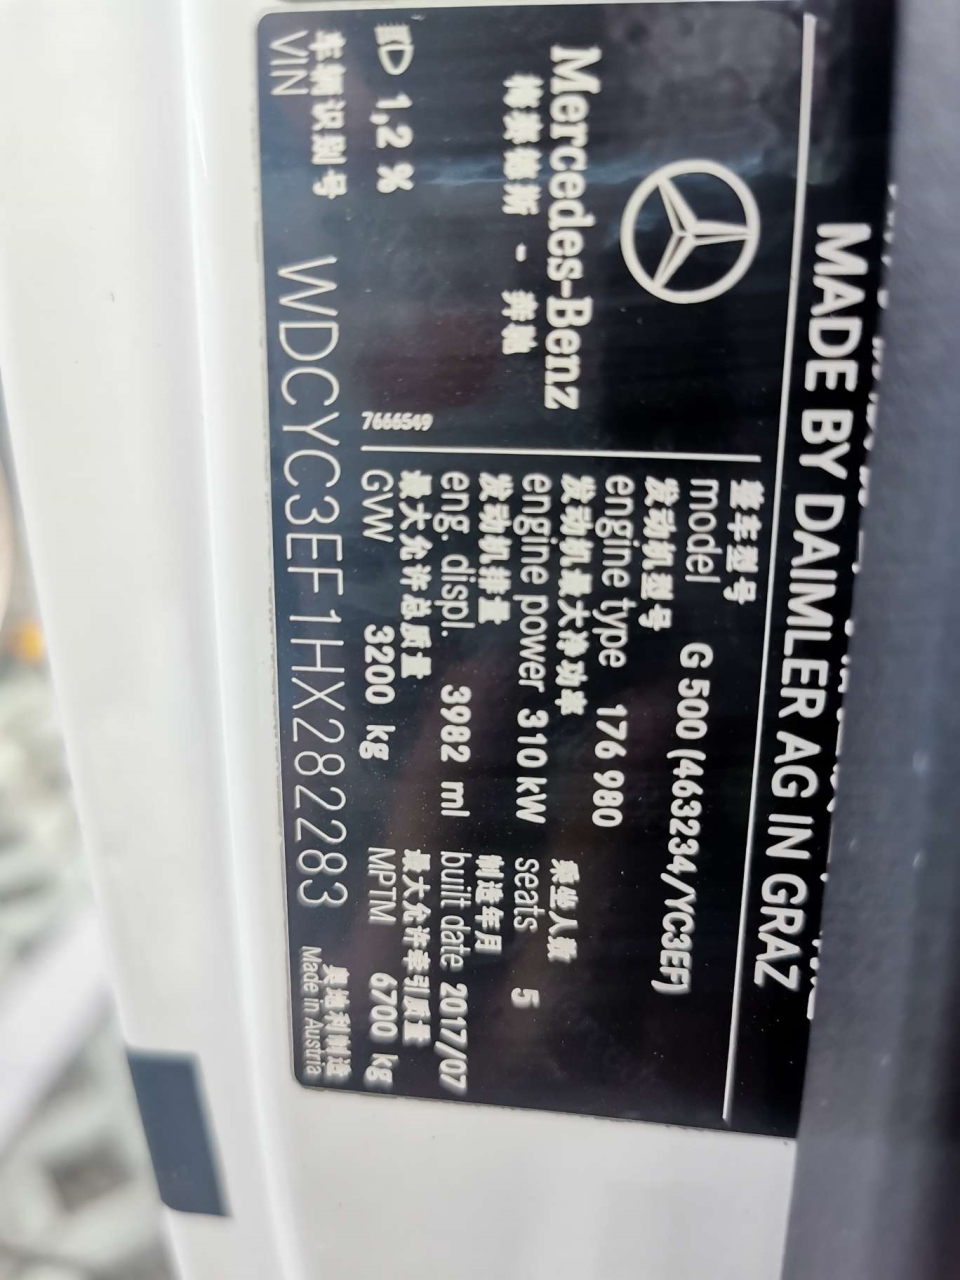 MADE BY DAIMLER AG IN GRAZ
Mercedes-Benz
梅赛德斯 - 奔驰
1,2 %
7666549
整车型号
model G 500 (463234/YC3EF)
发动机型号
engine type 176 980
发动机最大净功率 乘坐人数
engine power 310 kW seats 5
发动机排量 制造年月
eng. displ. 3982 ml built date 2017/07
最大允许总质量 最大允许牵引质量
GVW 3200 kg MPTM 6700 kg
车辆识别号 奥地利制造
VIN WDCYC3EF1HX282283 Made in Austria